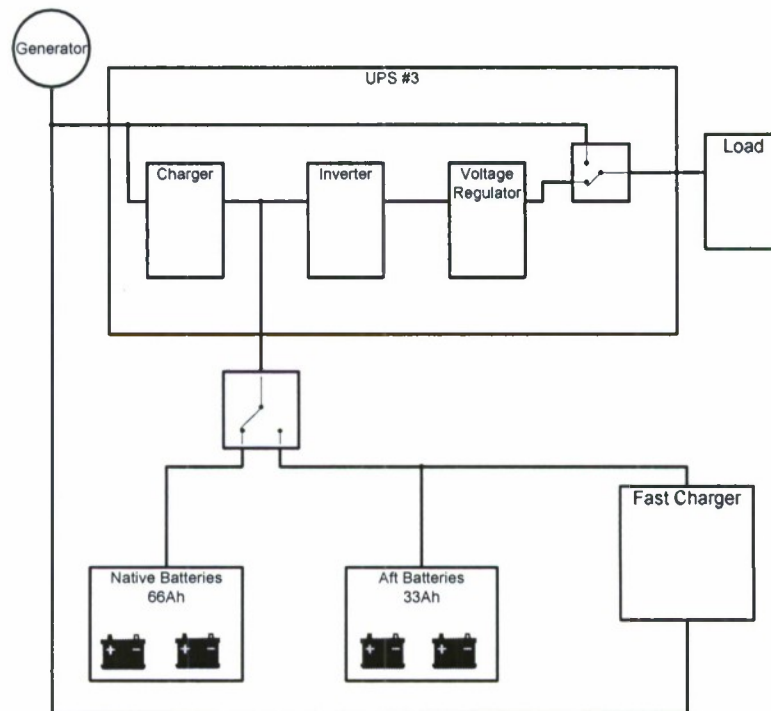 Generator
UPS #3
Charger
Inverter
Voltage
Regulator
Load
Fast Charger
Native Batteries
66Ah
Aft Batteries
33Ah
+ −
+ −
+ −
+ −